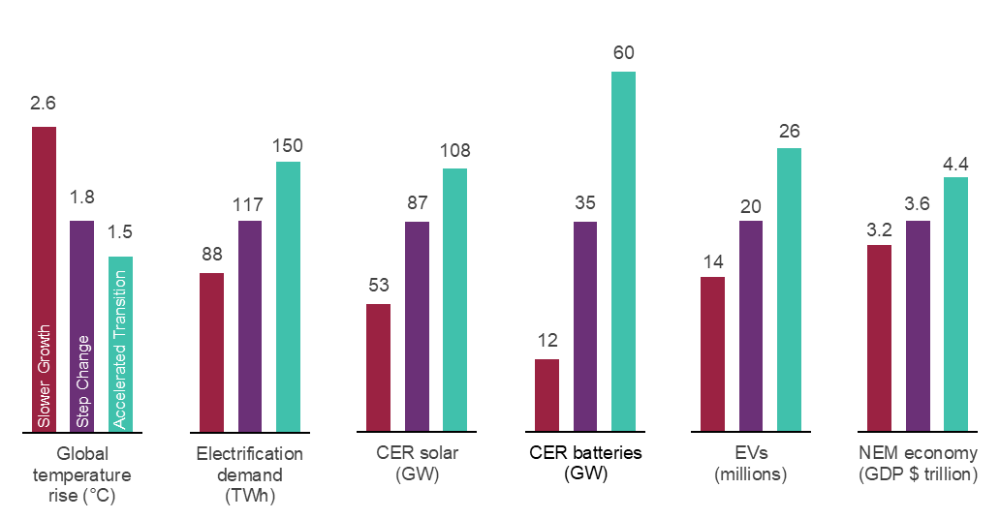 2.6
1.8
1.5
Slower Growth
Step Change
Accelerated Transition
Global
temperature
rise (°C)
88
117
150
Electrification
demand
(TWh)
53
87
108
CER solar
(GW)
12
35
60
CER batteries
(GW)
14
20
26
EVs
(millions)
3.2
3.6
4.4
NEM economy
(GDP $ trillion)